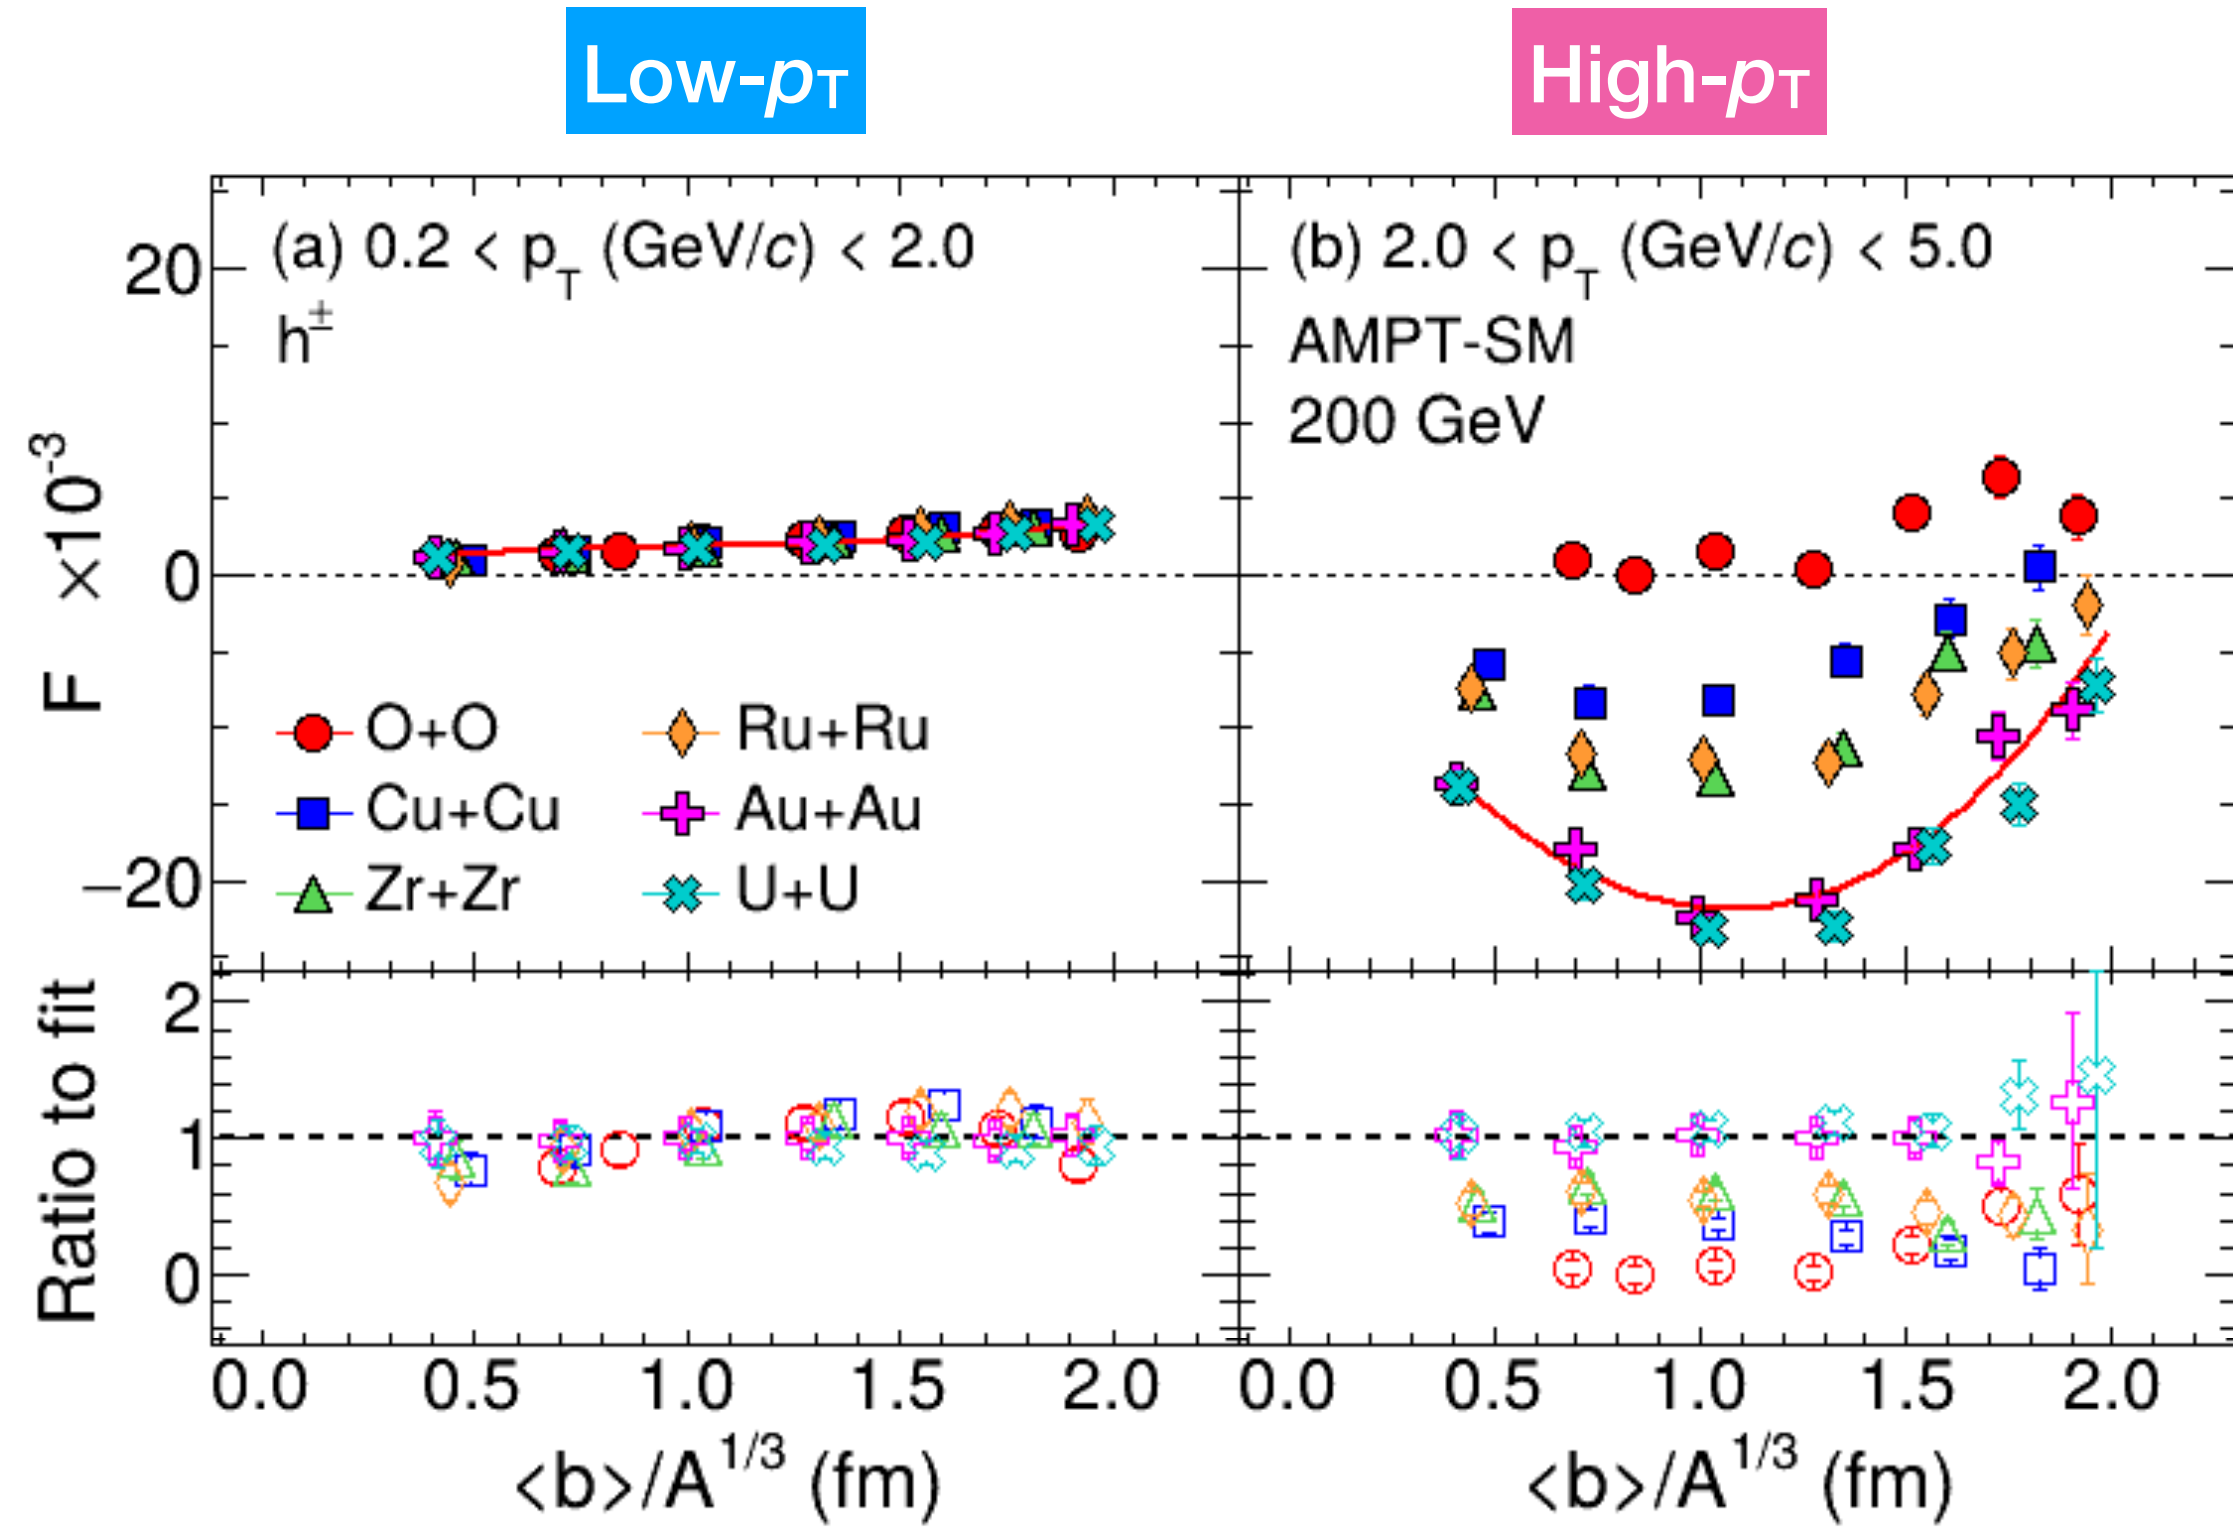 Low-pT
High-pT
(a) 0.2 < pT (GeV/c) < 2.0
h±
(b) 2.0 < pT (GeV/c) < 5.0
AMPT-SM
200 GeV
F ×10-3
20
0
−20
O+O
Cu+Cu
Zr+Zr
Ru+Ru
Au+Au
U+U
Ratio to fit
2
1
0
0.0 0.5 1.0 1.5 2.0
0.0 0.5 1.0 1.5 2.0
<b>/A1/3 (fm)
<b>/A1/3 (fm)